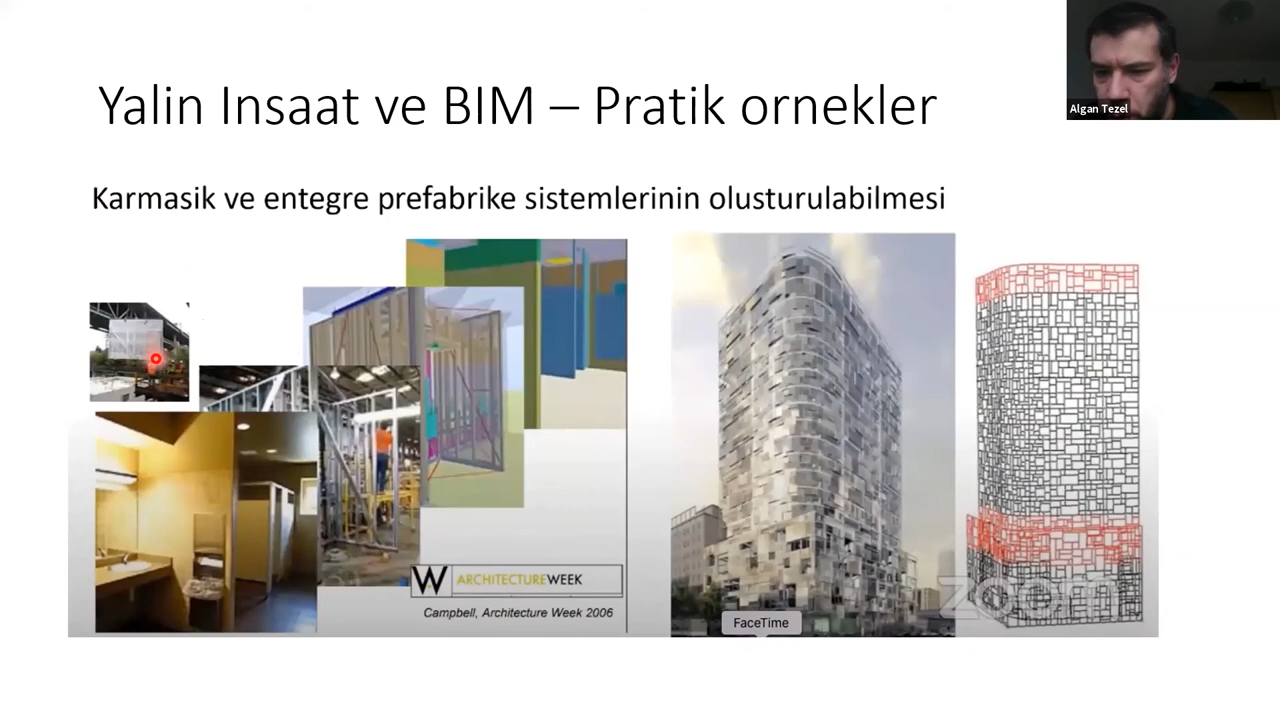 Yalin Insaat ve BIM – Pratik ornekler
Algan Tezel
Karmasik ve entegre prefabrike sistemlerinin olusturulabilmesi
W ARCHITECTUREWEEK
Campbell, Architecture Week 2006
FaceTime
zoom